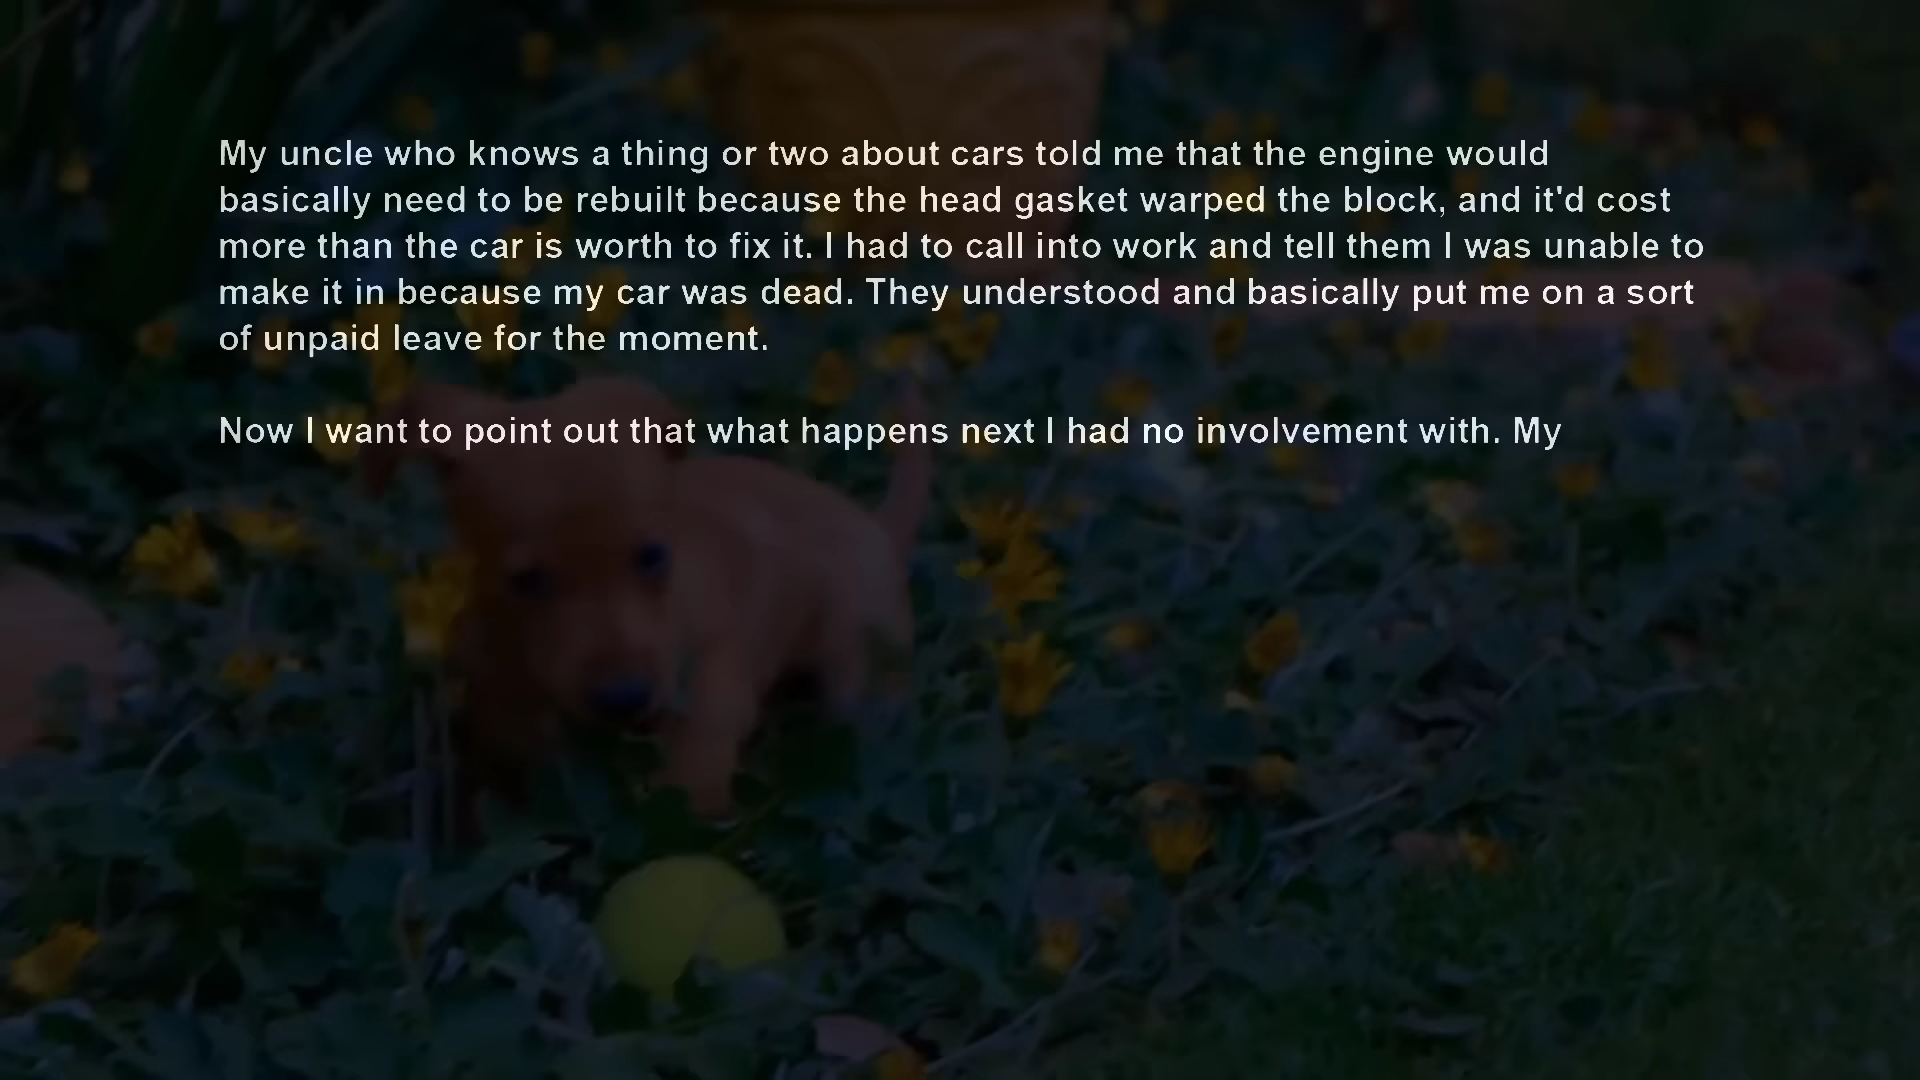 My uncle who knows a thing or two about cars told me that the engine would
basically need to be rebuilt because the head gasket warped the block, and it'd cost
more than the car is worth to fix it. I had to call into work and tell them I was unable to
make it in because my car was dead. They understood and basically put me on a sort
of unpaid leave for the moment.
Now I want to point out that what happens next I had no involvement with. My